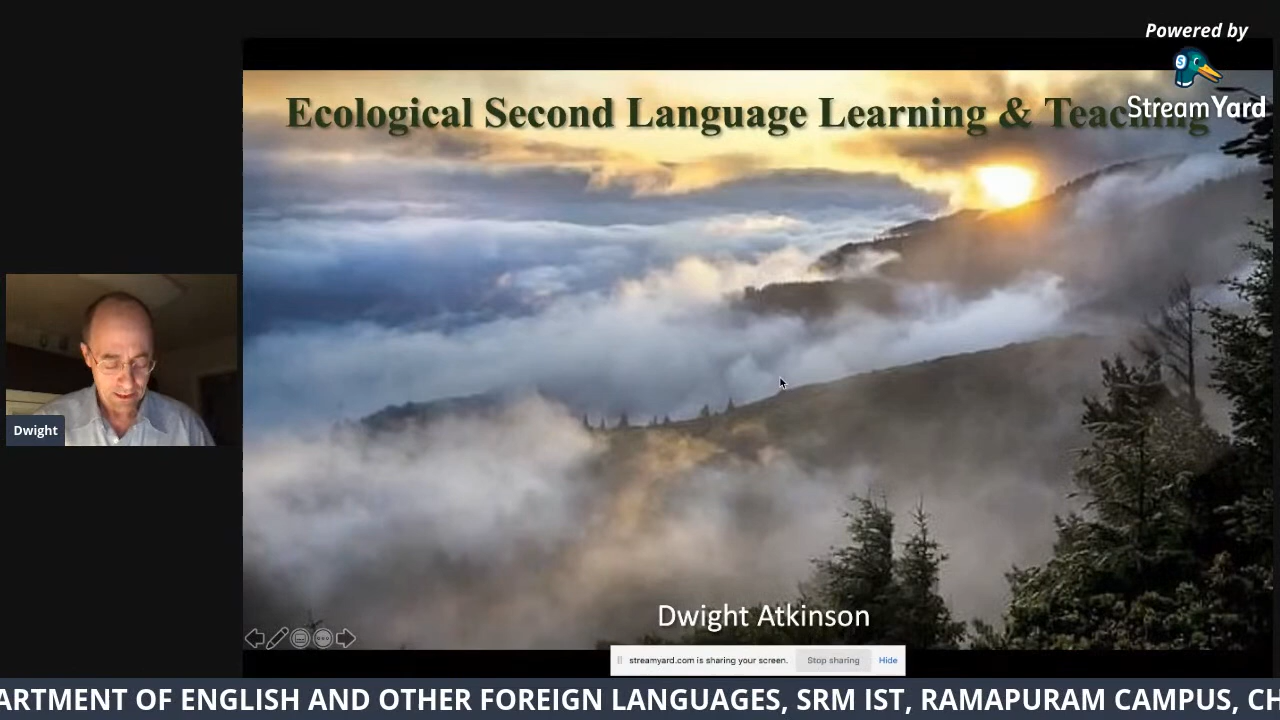 Powered by
StreamYard
Ecological Second Language Learning & Teaching
Dwight
Dwight Atkinson
streamyard.com is sharing your screen. Stop sharing Hide
ARTMENT OF ENGLISH AND OTHER FOREIGN LANGUAGES, SRM IST, RAMAPURAM CAMPUS, CH